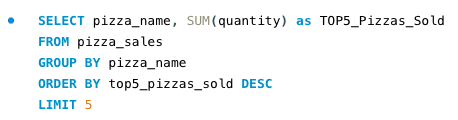 SELECT pizza_name, SUM(quantity) as TOP5_Pizzas_Sold
FROM pizza_sales
GROUP BY pizza_name
ORDER BY top5_pizzas_sold DESC
LIMIT 5